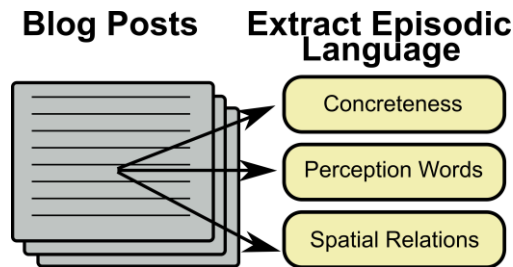 Blog Posts
Extract Episodic
Language
Concreteness
Perception Words
Spatial Relations